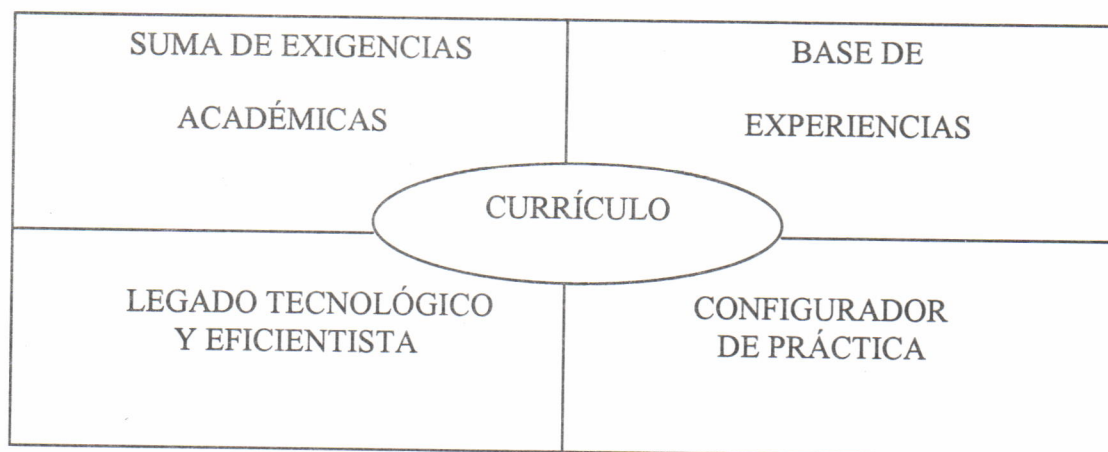 SUMA DE EXIGENCIAS
ACADÉMICAS
BASE DE
EXPERIENCIAS
CURRÍCULO
LEGADO TECNOLÓGICO
Y EFICIENTISTA
CONFIGURADOR
DE PRÁCTICA